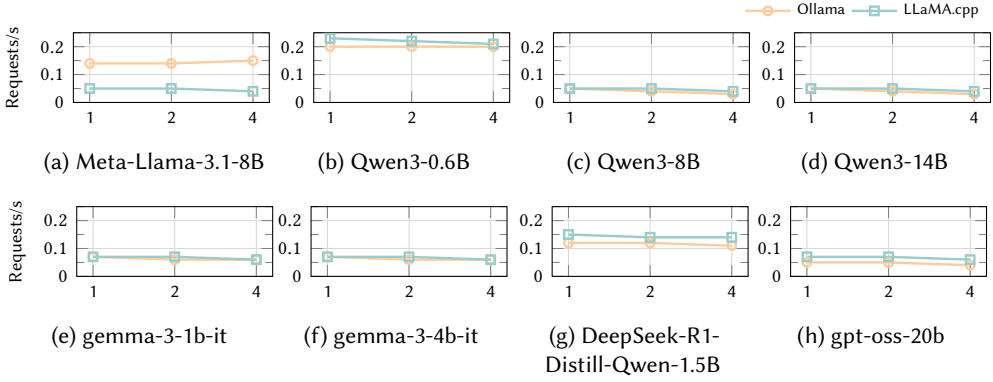 Ollama LLaMA.cpp
Requests/s
0.2
0.1
0
1 2 4
0.2
0.1
0
1 2 4
0.2
0.1
0
1 2 4
0.2
0.1
0
1 2 4
(a) Meta-Llama-3.1-8B
(b) Qwen3-0.6B
(c) Qwen3-8B
(d) Qwen3-14B
Requests/s
0.2
0.1
0
1 2 4
0.2
0.1
0
1 2 4
0.2
0.1
0
1 2 4
0.2
0.1
0
1 2 4
(e) gemma-3-1b-it
(f) gemma-3-4b-it
(g) DeepSeek-R1-
Distill-Qwen-1.5B
(h) gpt-oss-20b